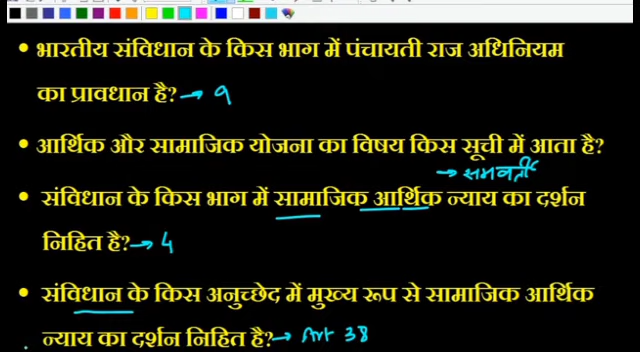 • भारतीय संविधान के किस भाग में पंचायती राज अधिनियम
का प्रावधान है? → 9
• आर्थिक और सामाजिक योजना का विषय किस सूची में आता है?
→ समवर्ती
• संविधान के किस भाग में सामाजिक आर्थिक न्याय का दर्शन
निहित है? → 4
• संविधान के किस अनुच्छेद में मुख्य रूप से सामाजिक आर्थिक
न्याय का दर्शन निहित है? → Art 38